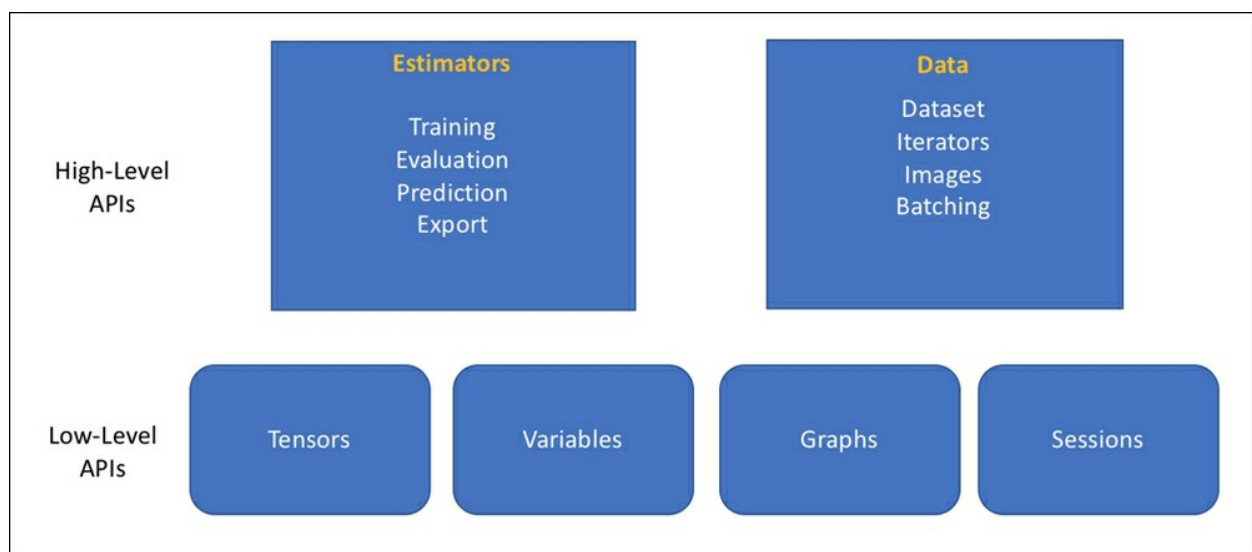 High-Level
APIs
Estimators
Training
Evaluation
Prediction
Export
Data
Dataset
Iterators
Images
Batching
Low-Level
APIs
Tensors
Variables
Graphs
Sessions